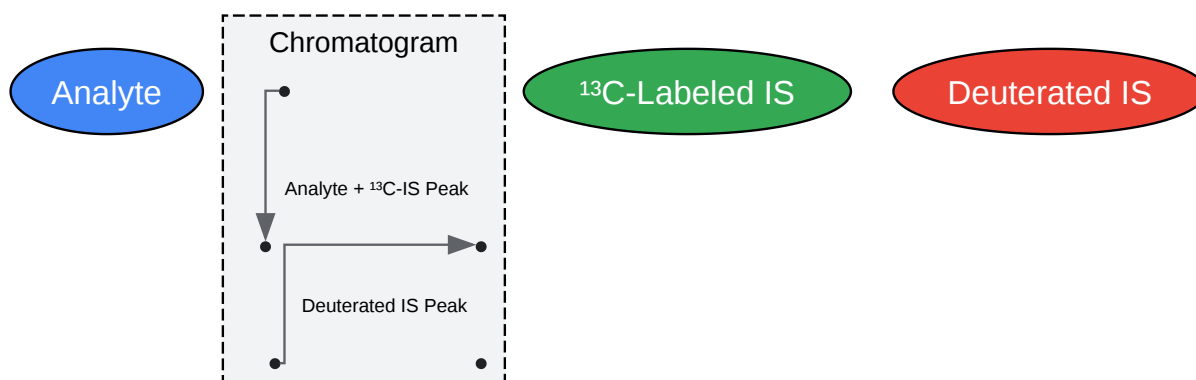 Chromatogram
Analyte
¹³C-Labeled IS
Deuterated IS
Analyte + ¹³C-IS Peak
Deuterated IS Peak